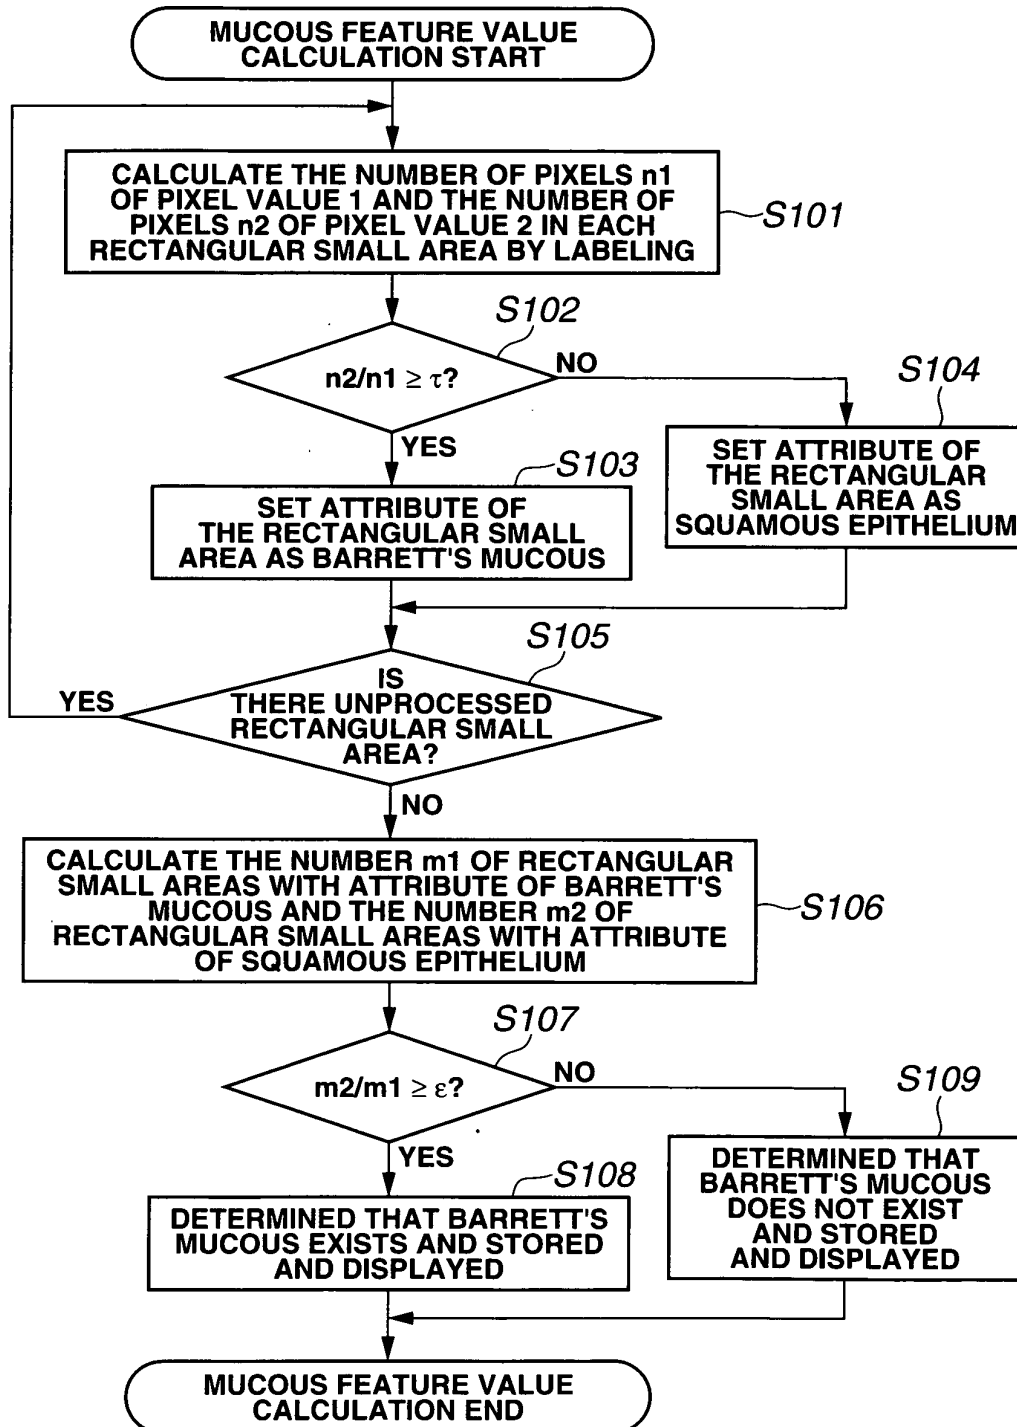 MUCOUS FEATURE VALUE
CALCULATION START
CALCULATE THE NUMBER OF PIXELS n1
OF PIXEL VALUE 1 AND THE NUMBER OF
PIXELS n2 OF PIXEL VALUE 2 IN EACH
RECTANGULAR SMALL AREA BY LABELING
S101
S102
n2/n1 ≥ τ?
NO
YES
S104
SET ATTRIBUTE OF
THE RECTANGULAR
SMALL AREA AS
SQUAMOUS EPITHELIUM
S103
SET ATTRIBUTE OF
THE RECTANGULAR SMALL
AREA AS BARRETT'S MUCOUS
S105
IS
THERE UNPROCESSED
RECTANGULAR SMALL
AREA?
YES
NO
CALCULATE THE NUMBER m1 OF RECTANGULAR
SMALL AREAS WITH ATTRIBUTE OF BARRETT'S
MUCOUS AND THE NUMBER m2 OF
RECTANGULAR SMALL AREAS WITH ATTRIBUTE
OF SQUAMOUS EPITHELIUM
S106
S107
m2/m1 ≥ ε?
NO
YES
S109
DETERMINED THAT
BARRETT'S MUCOUS
DOES NOT EXIST
AND STORED
AND DISPLAYED
S108
DETERMINED THAT BARRETT'S
MUCOUS EXISTS AND STORED
AND DISPLAYED
MUCOUS FEATURE VALUE
CALCULATION END